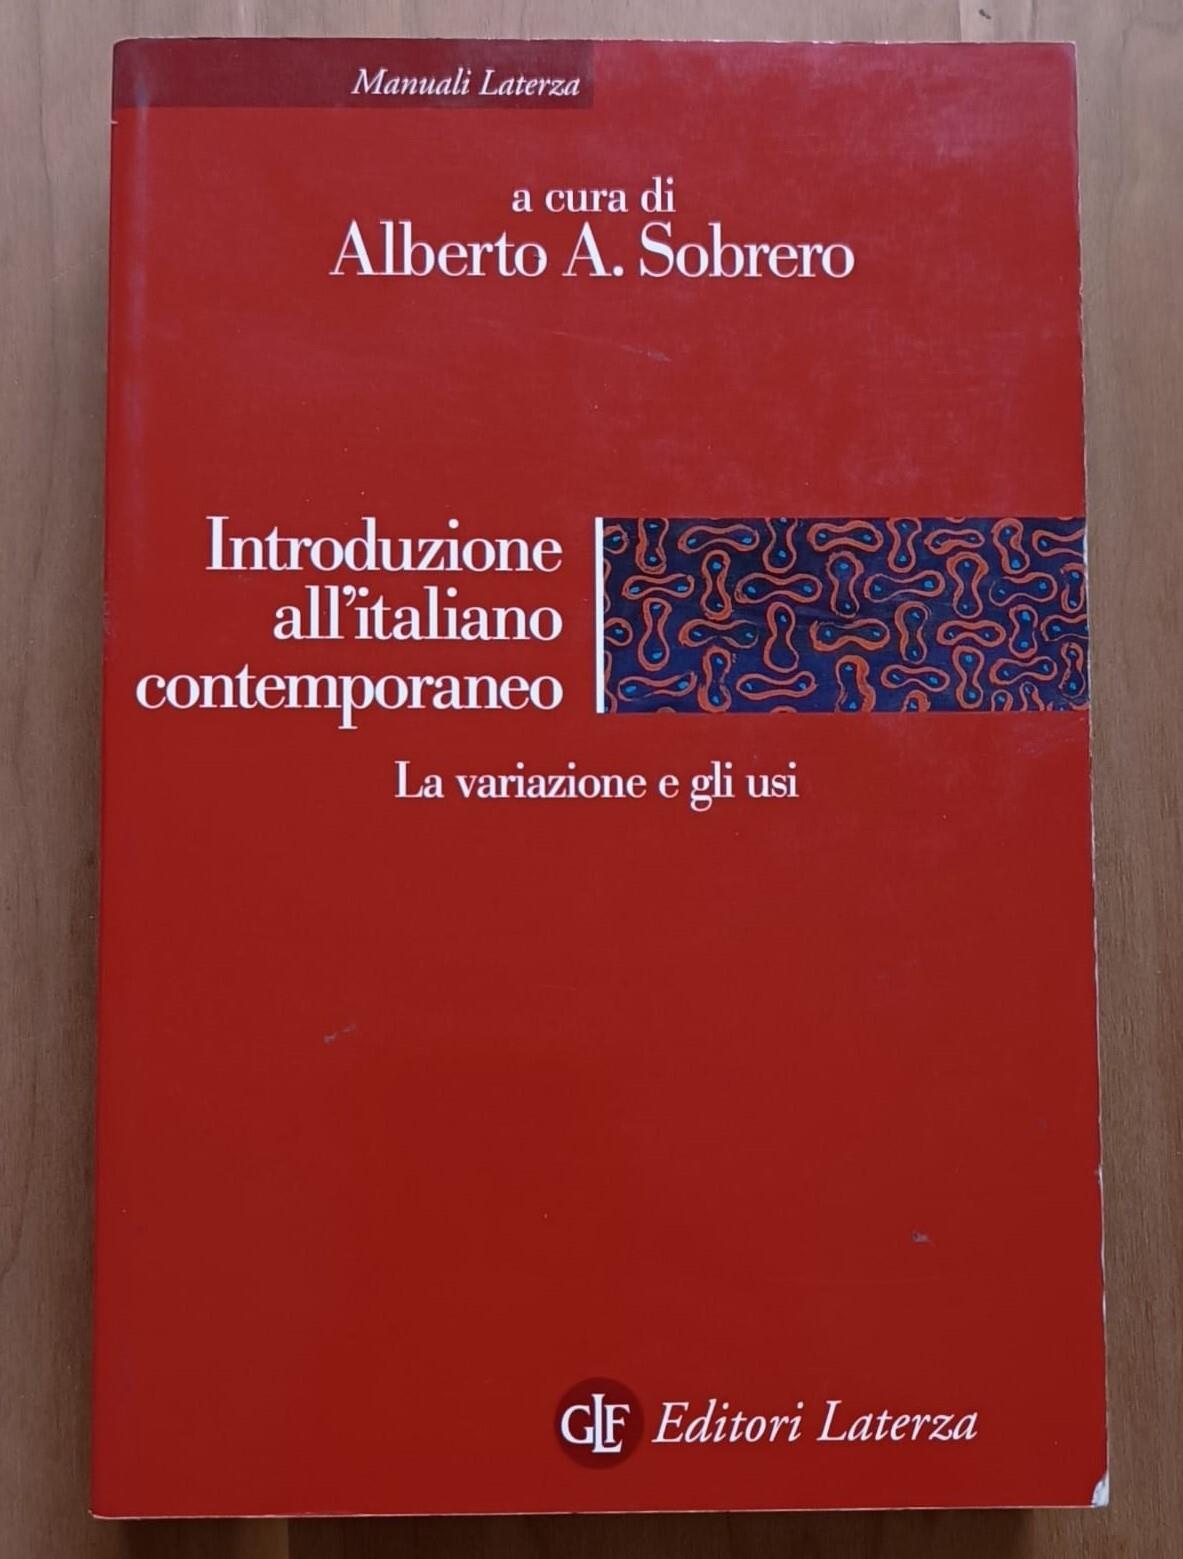 Manuali Laterza
a cura di
Alberto A. Sobrero
Introduzione
all'italiano
contemporaneo
La variazione e gli usi
GLF Editori Laterza